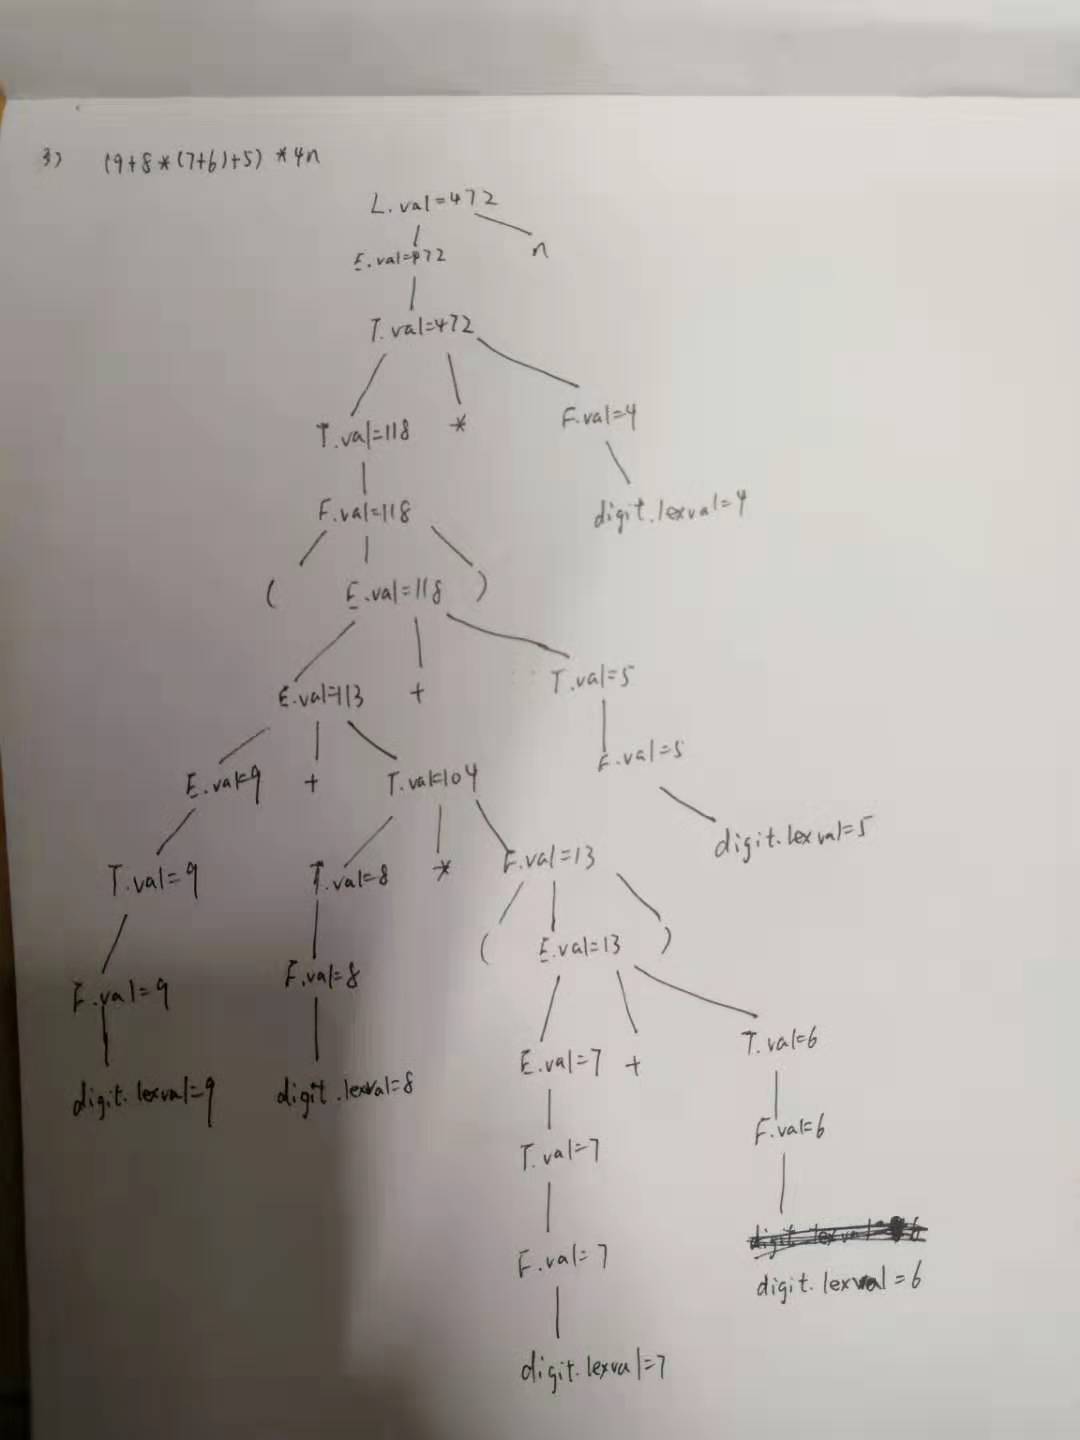 3) (9+8*(7+6)+5) *4n
L.val=472
E.val=472 n
T.val=472
T.val=118 * F.val=4
F.val=118 digit.lexval=4
( E.val=118 )
E.val=113 + T.val=5
F.val=5
E.val=9 + T.val=104
digit.lexval=5
T.val=9 T.val=8 * F.val=13
( E.val=13 )
F.val=9 F.val=8
E.val=7 + T.val=6
digit.lexval=9 digit.lexval=8
T.val=7 F.val=6
F.val=7
digit.lexval=6
digit.lexval=7